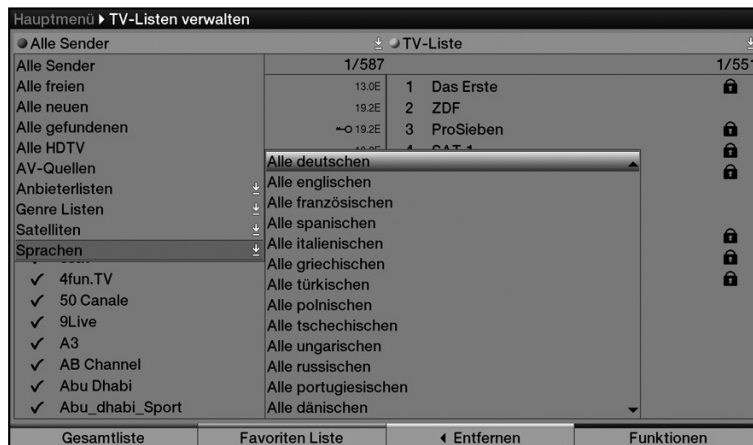 Hauptmenü TV-Listen verwalten
Alle Sender
TV-Liste
Alle Sender 1/587 1/551
Alle freien 13.0E 1 Das Erste
Alle neuen 19.2E 2 ZDF
Alle gefundenen 19.2E 3 ProSieben
Alle HDTV
AV-Quellen
Anbieterlisten
Genre Listen
Satelliten
Sprachen
Alle deutschen
Alle englischen
Alle französischen
Alle spanischen
Alle italienischen
Alle griechischen
Alle türkischen
Alle polnischen
Alle tschechischen
Alle ungarischen
Alle russischen
Alle portugiesischen
Alle dänischen
4fun.TV
50 Canale
9Live
A3
AB Channel
Abu Dhabi
Abu_dhabi_Sport
Gesamtliste Favoriten Liste Entfernen Funktionen